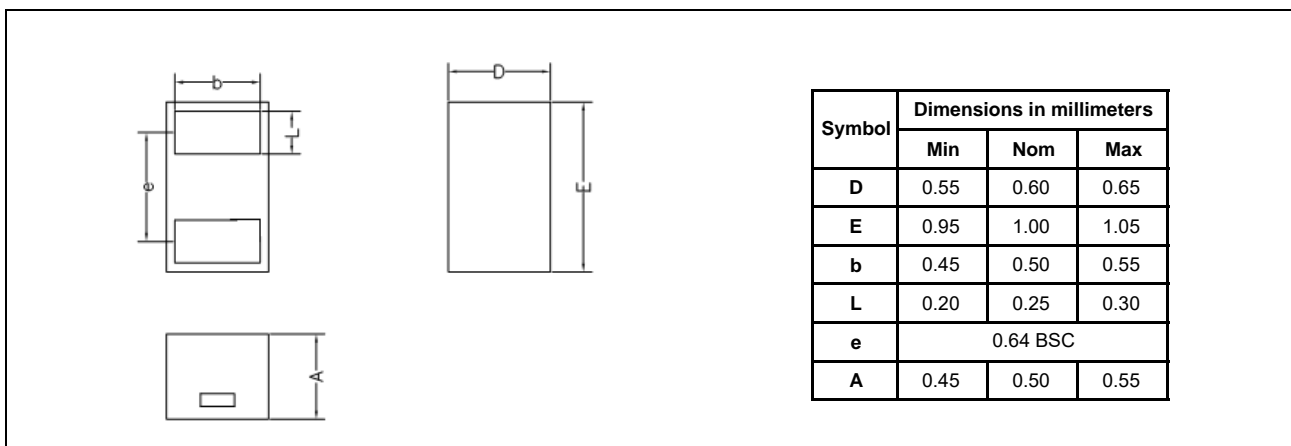 b
D
L
e
E
A
Symbol Dimensions in millimeters
Min Nom Max
D 0.55 0.60 0.65
E 0.95 1.00 1.05
b 0.45 0.50 0.55
L 0.20 0.25 0.30
e 0.64 BSC
A 0.45 0.50 0.55